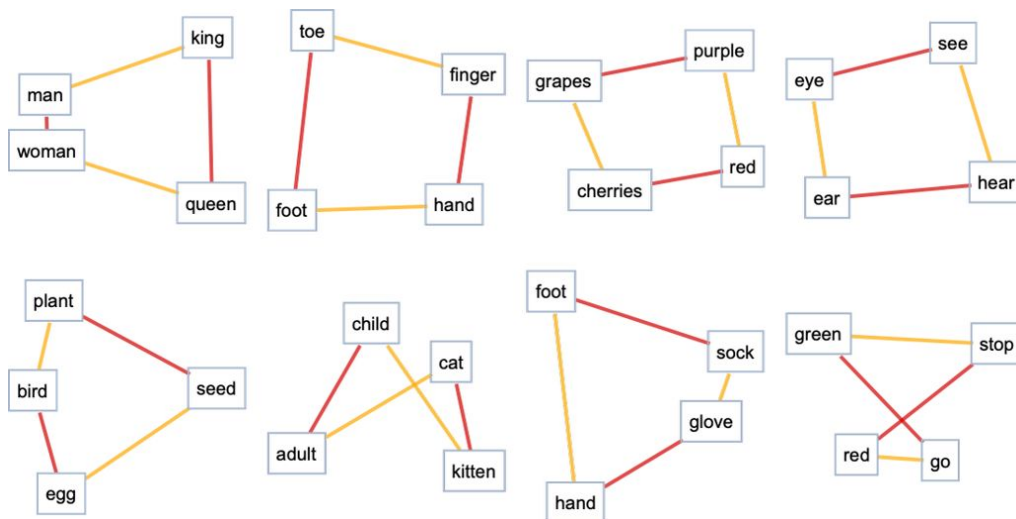 king
man
woman
queen
toe
finger
foot
hand
purple
grapes
red
cherries
see
eye
hear
ear
plant
bird
seed
egg
child
cat
adult
kitten
foot
sock
glove
hand
green
stop
red
go